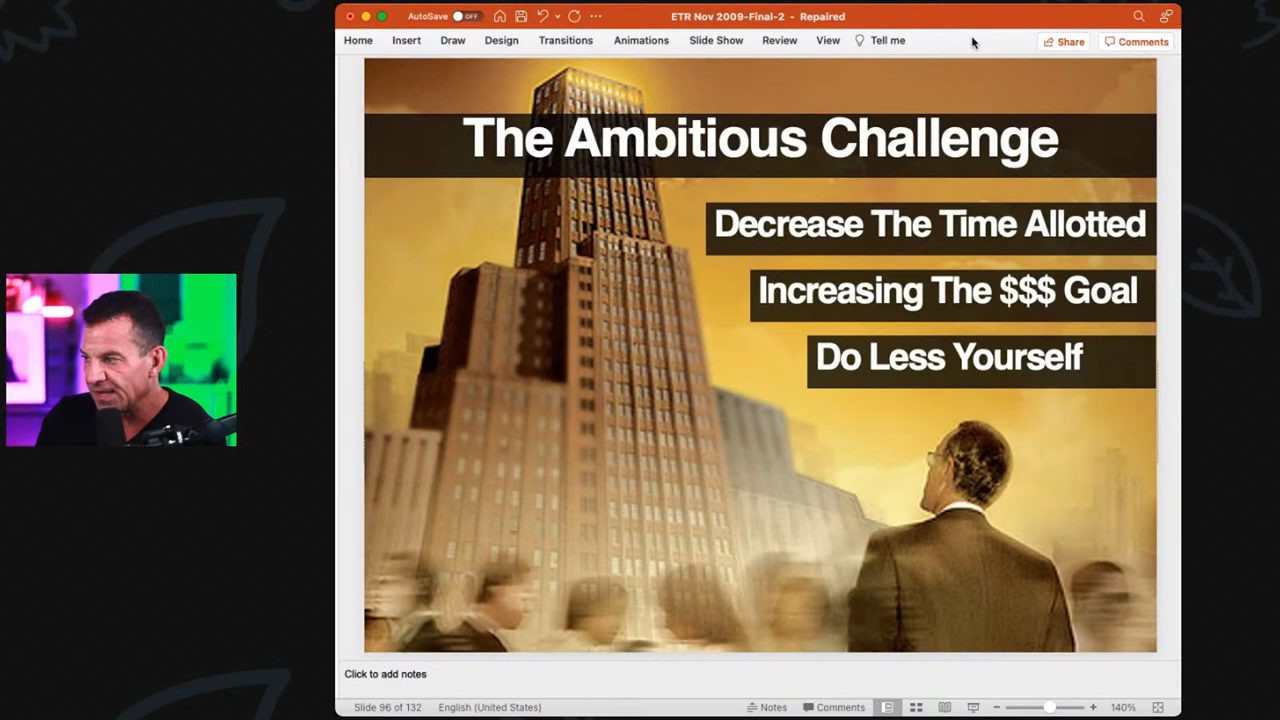 AutoSave OFF
ETR Nov 2009-Final-2 - Repaired
Home Insert Draw Design Transitions Animations Slide Show Review View Tell me
Share Comments
The Ambitious Challenge
Decrease The Time Allotted
Increasing The $$$ Goal
Do Less Yourself
Click to add notes
Slide 96 of 132 English (United States) Notes Comments 140%